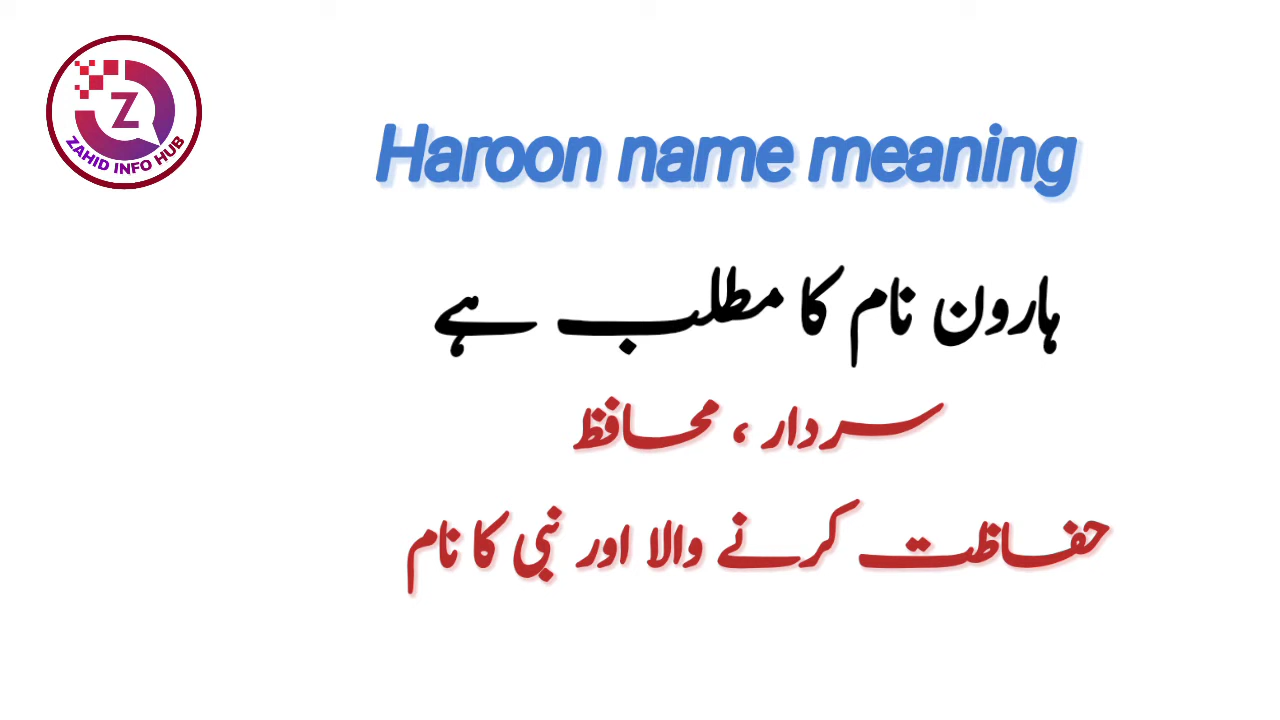 Z
ZAHID INFO HUB
Haroon name meaning
ہارون نام کا مطلب ہے
سردار ، محافظ
حفاظت کرنے والا اور نبی کا نام